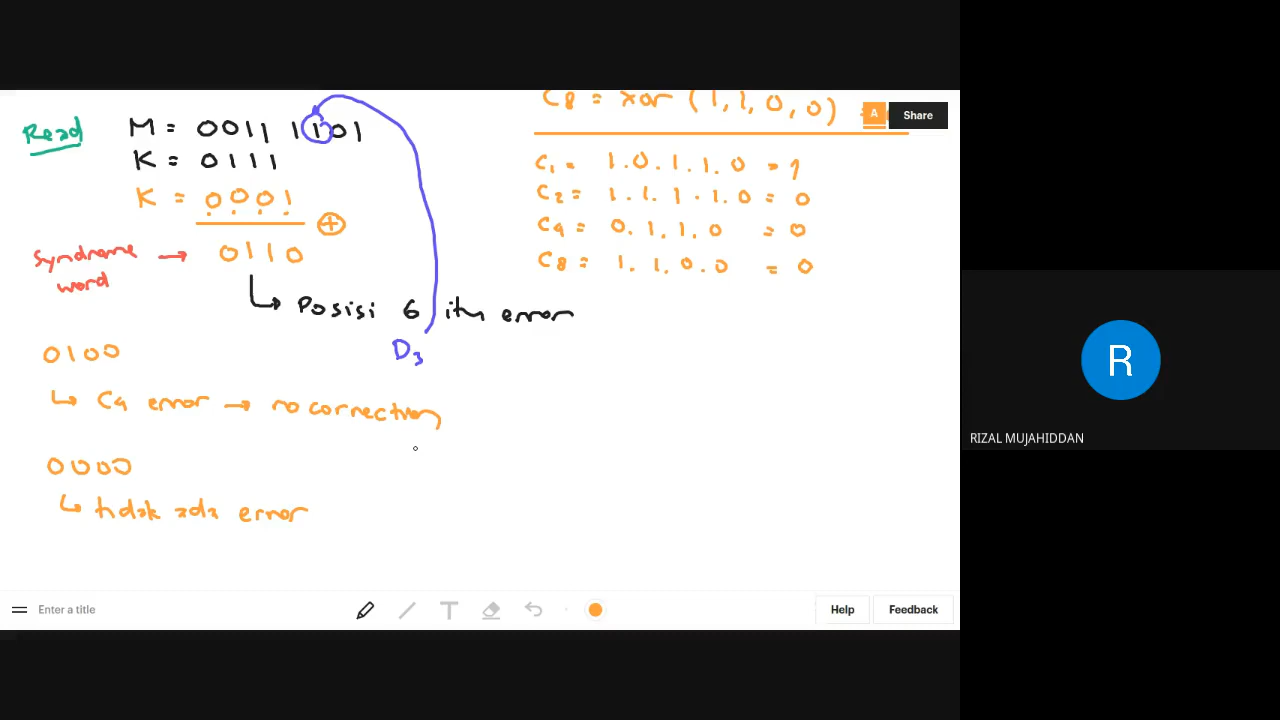 C8 = xor (1, 1, 0, 0) =
A
Share
Read
M = 0011 1101
K = 0111
K = 0001
⊕
Syndrome word → 0110
↳ Posisi 6 itu error
D3
0100
↳ C4 error → no correction
0000
↳ tidak ada error
C1 = 1.0.1.1.0 = 1
C2 = 1.1.1.1.0 = 0
C4 = 0.1.1.0 = 0
C8 = 1.1.0.0 = 0
Enter a title
T
Help
Feedback
R
RIZAL MUJAHIDDAN